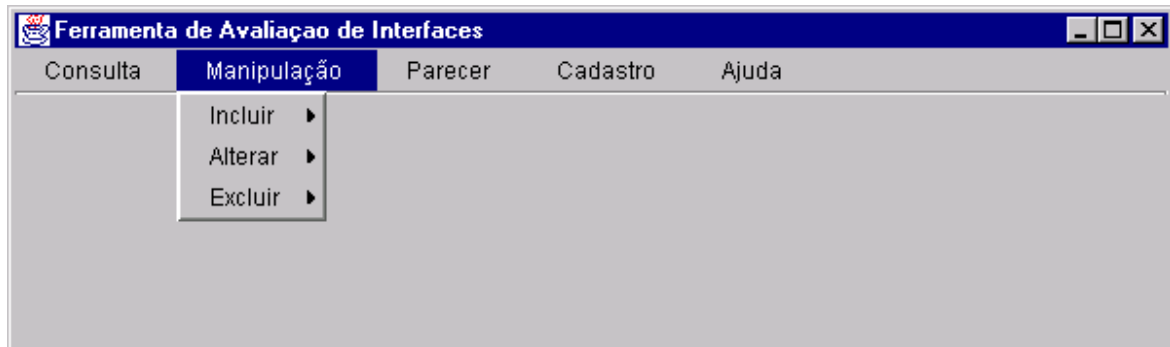 Ferramenta de Avaliaçao de Interfaces
Consulta Manipulação Parecer Cadastro Ajuda
Incluir
Alterar
Excluir